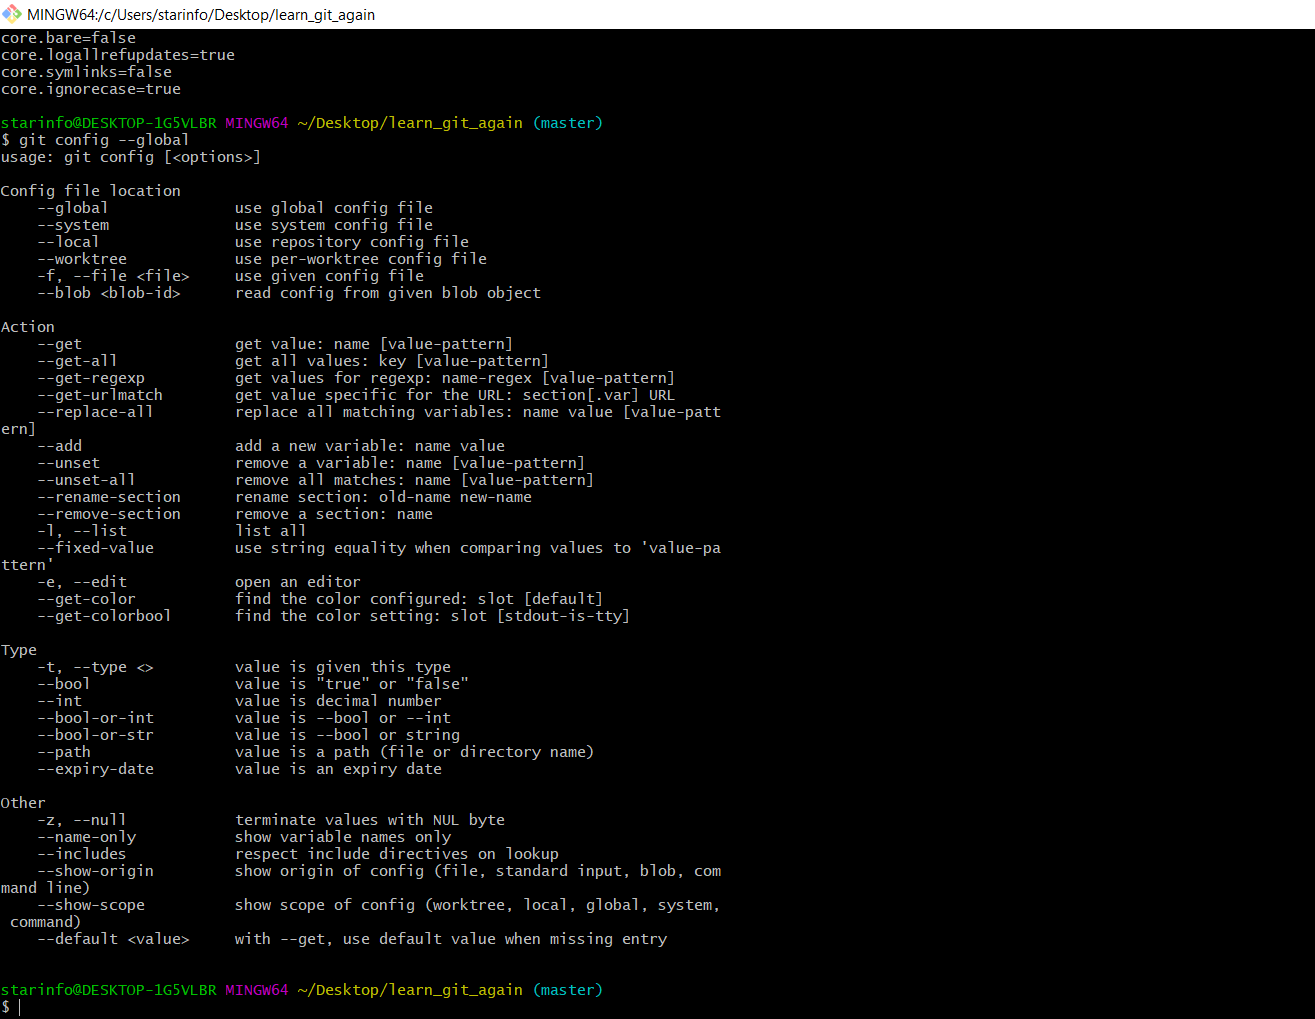 MINGW64:/c/Users/starinfo/Desktop/learn_git_again
core.bare=false
core.logallrefupdates=true
core.symlinks=false
core.ignorecase=true
starinfo@DESKTOP-1G5VLBR MINGW64 ~/Desktop/learn_git_again (master)
$ git config --global
usage: git config [<options>]
Config file location
    --global              use global config file
    --system              use system config file
    --local               use repository config file
    --worktree            use per-worktree config file
    -f, --file <file>     use given config file
    --blob <blob-id>      read config from given blob object
Action
    --get                 get value: name [value-pattern]
    --get-all             get all values: key [value-pattern]
    --get-regexp          get values for regexp: name-regex [value-pattern]
    --get-urlmatch        get value specific for the URL: section[.var] URL
    --replace-all         replace all matching variables: name value [value-patt
ern]
    --add                 add a new variable: name value
    --unset               remove a variable: name [value-pattern]
    --unset-all           remove all matches: name [value-pattern]
    --rename-section      rename section: old-name new-name
    --remove-section      remove a section: name
    -l, --list            list all
    --fixed-value         use string equality when comparing values to 'value-pa
ttern'
    -e, --edit            open an editor
    --get-color           find the color configured: slot [default]
    --get-colorbool       find the color setting: slot [stdout-is-tty]
Type
    -t, --type <>         value is given this type
    --bool                value is "true" or "false"
    --int                 value is decimal number
    --bool-or-int         value is --bool or --int
    --bool-or-str         value is --bool or string
    --path                value is a path (file or directory name)
    --expiry-date         value is an expiry date
Other
    -z, --null            terminate values with NUL byte
    --name-only           show variable names only
    --includes            respect include directives on lookup
    --show-origin         show origin of config (file, standard input, blob, com
mand line)
    --show-scope          show scope of config (worktree, local, global, system,
 command)
    --default <value>     with --get, use default value when missing entry
starinfo@DESKTOP-1G5VLBR MINGW64 ~/Desktop/learn_git_again (master)
$